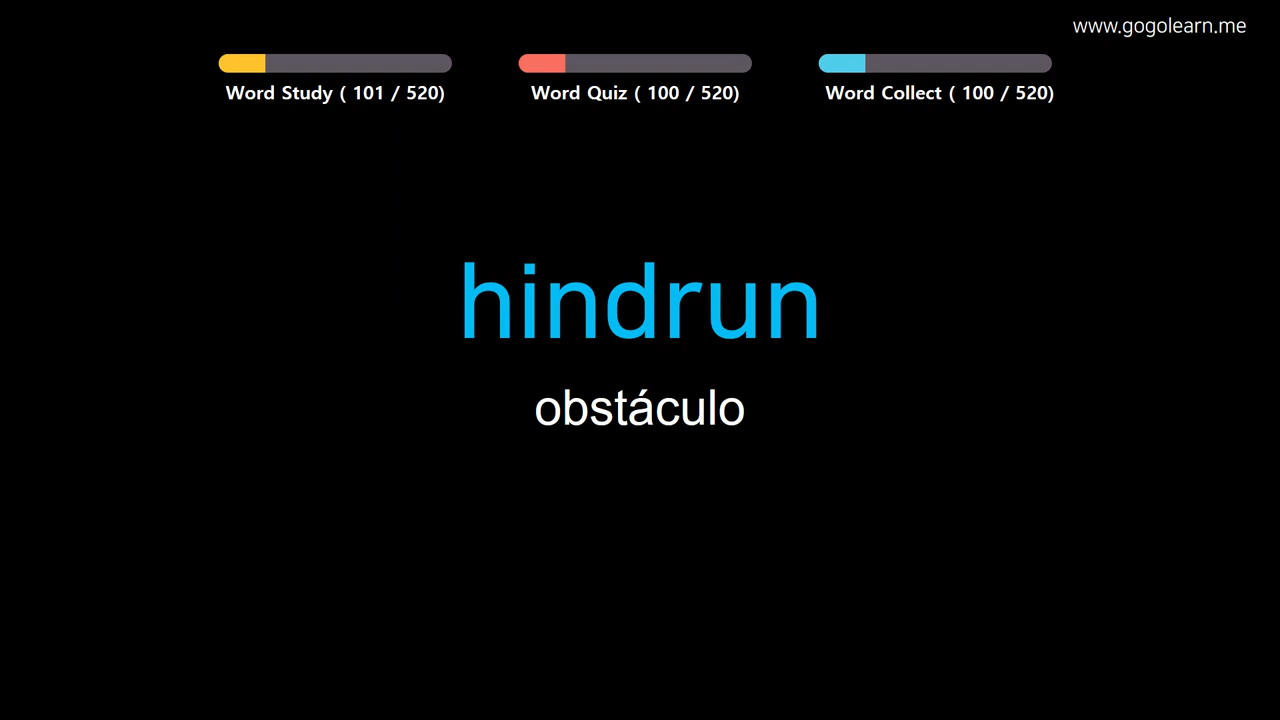 www.gogolearn.me
Word Study ( 101 / 520)
Word Quiz ( 100 / 520)
Word Collect ( 100 / 520)
hindrun
obstáculo